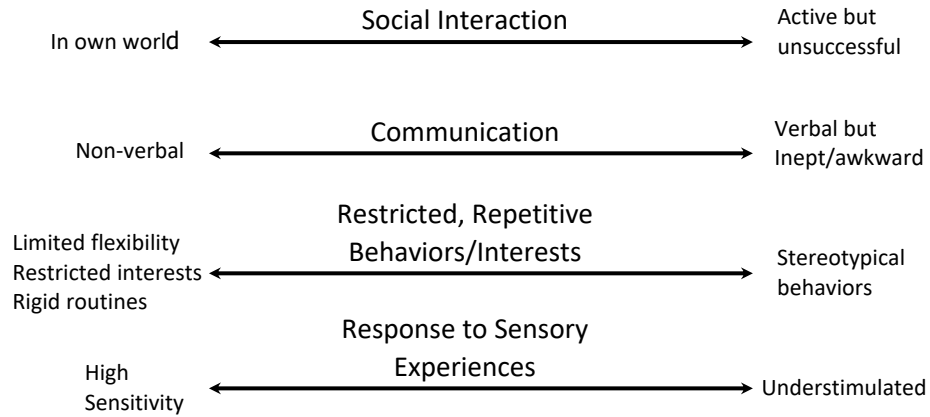 Social Interaction
In own world
Active but
unsuccessful
Communication
Non-verbal
Verbal but
Inept/awkward
Restricted, Repetitive
Behaviors/Interests
Limited flexibility
Restricted interests
Rigid routines
Stereotypical
behaviors
Response to Sensory
Experiences
High
Sensitivity
Understimulated